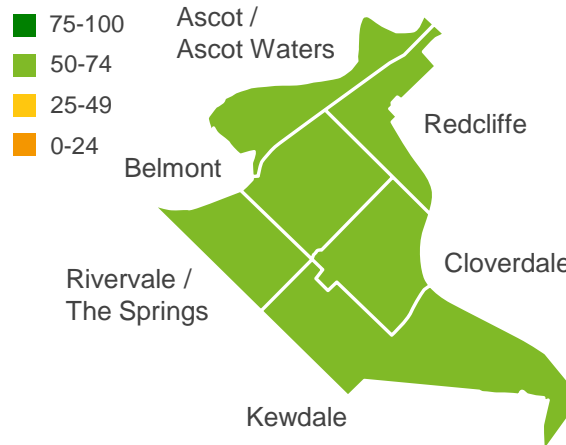 75-100
50-74
25-49
0-24
Ascot /
Ascot Waters
Redcliffe
Belmont
Cloverdale
Rivervale /
The Springs
Kewdale